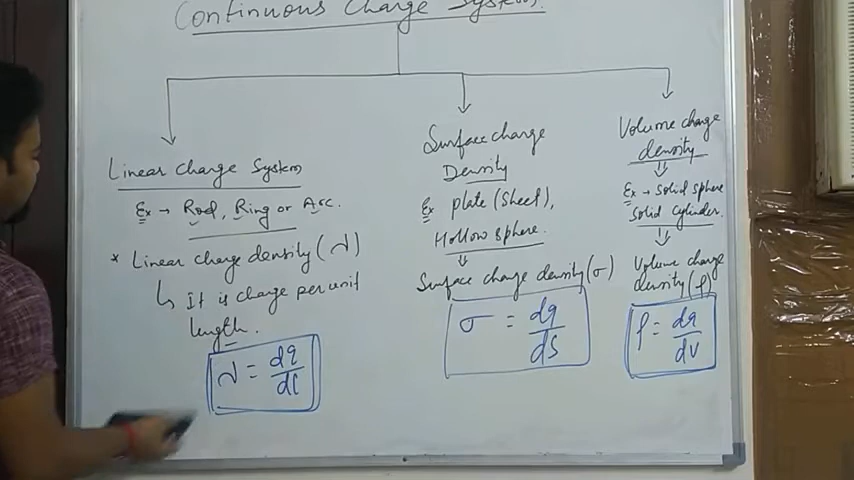 Continuous Charge System.
Linear charge System
Ex → Rod, Ring or Arc.
* Linear charge density (λ)
↳ It is charge per unit
length.
λ = dq/dl
Surface charge
Density
Ex plate (Sheet),
Hollow sphere.
⇓
Surface charge density (σ)
σ = dq/ds
Volume charge
density
⇓
Ex → solid sphere
solid cylinder.
⇓
Volume charge
density (ρ)
ρ = dq/dv